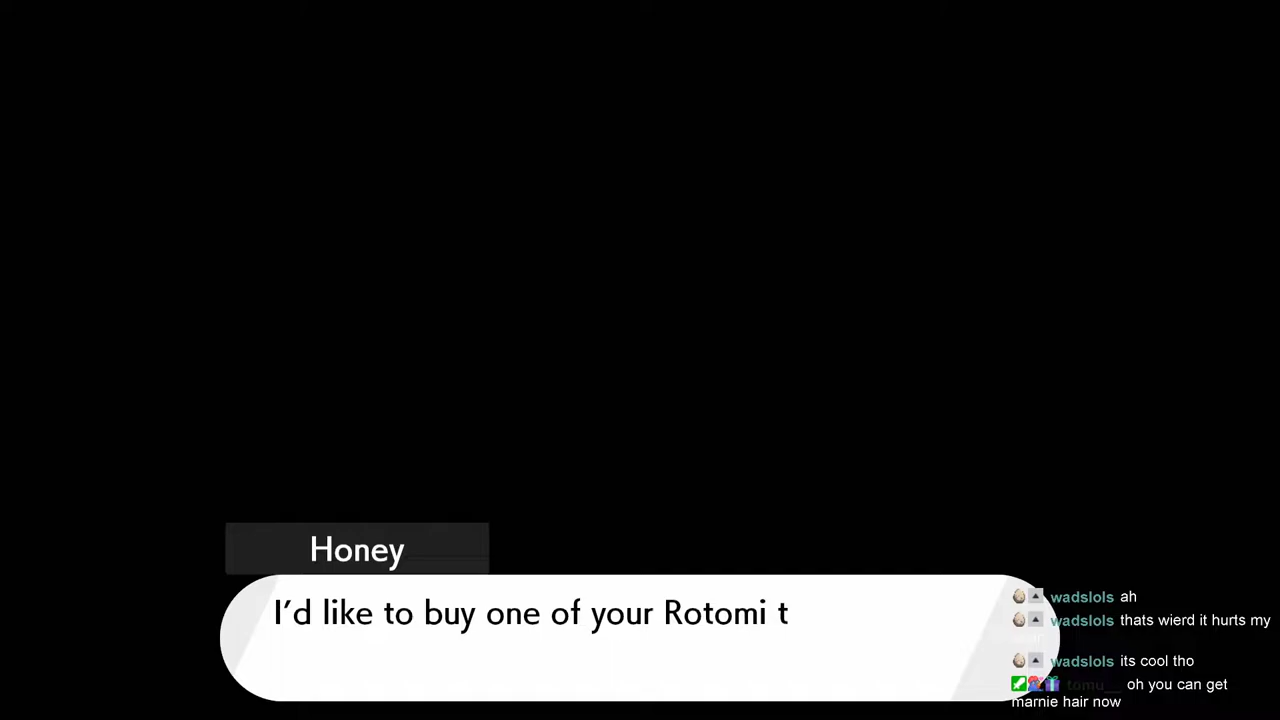 Honey
I'd like to buy one of your Rotomi t
wadslols ah
wadslols thats wierd it hurts my
wadslols its cool tho
tomu__ oh you can get
marnie hair now